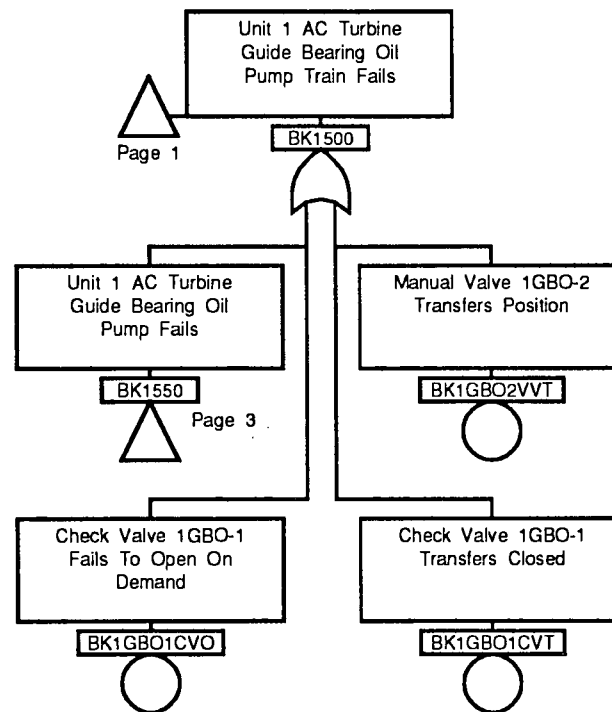 Unit 1 AC Turbine
Guide Bearing Oil
Pump Train Fails
Page 1
BK1500
Unit 1 AC Turbine
Guide Bearing Oil
Pump Fails
BK1550
Page 3
Manual Valve 1GBO-2
Transfers Position
BK1GBO2VVT
Check Valve 1GBO-1
Fails To Open On
Demand
BK1GBO1CVO
Check Valve 1GBO-1
Transfers Closed
BK1GBO1CVT